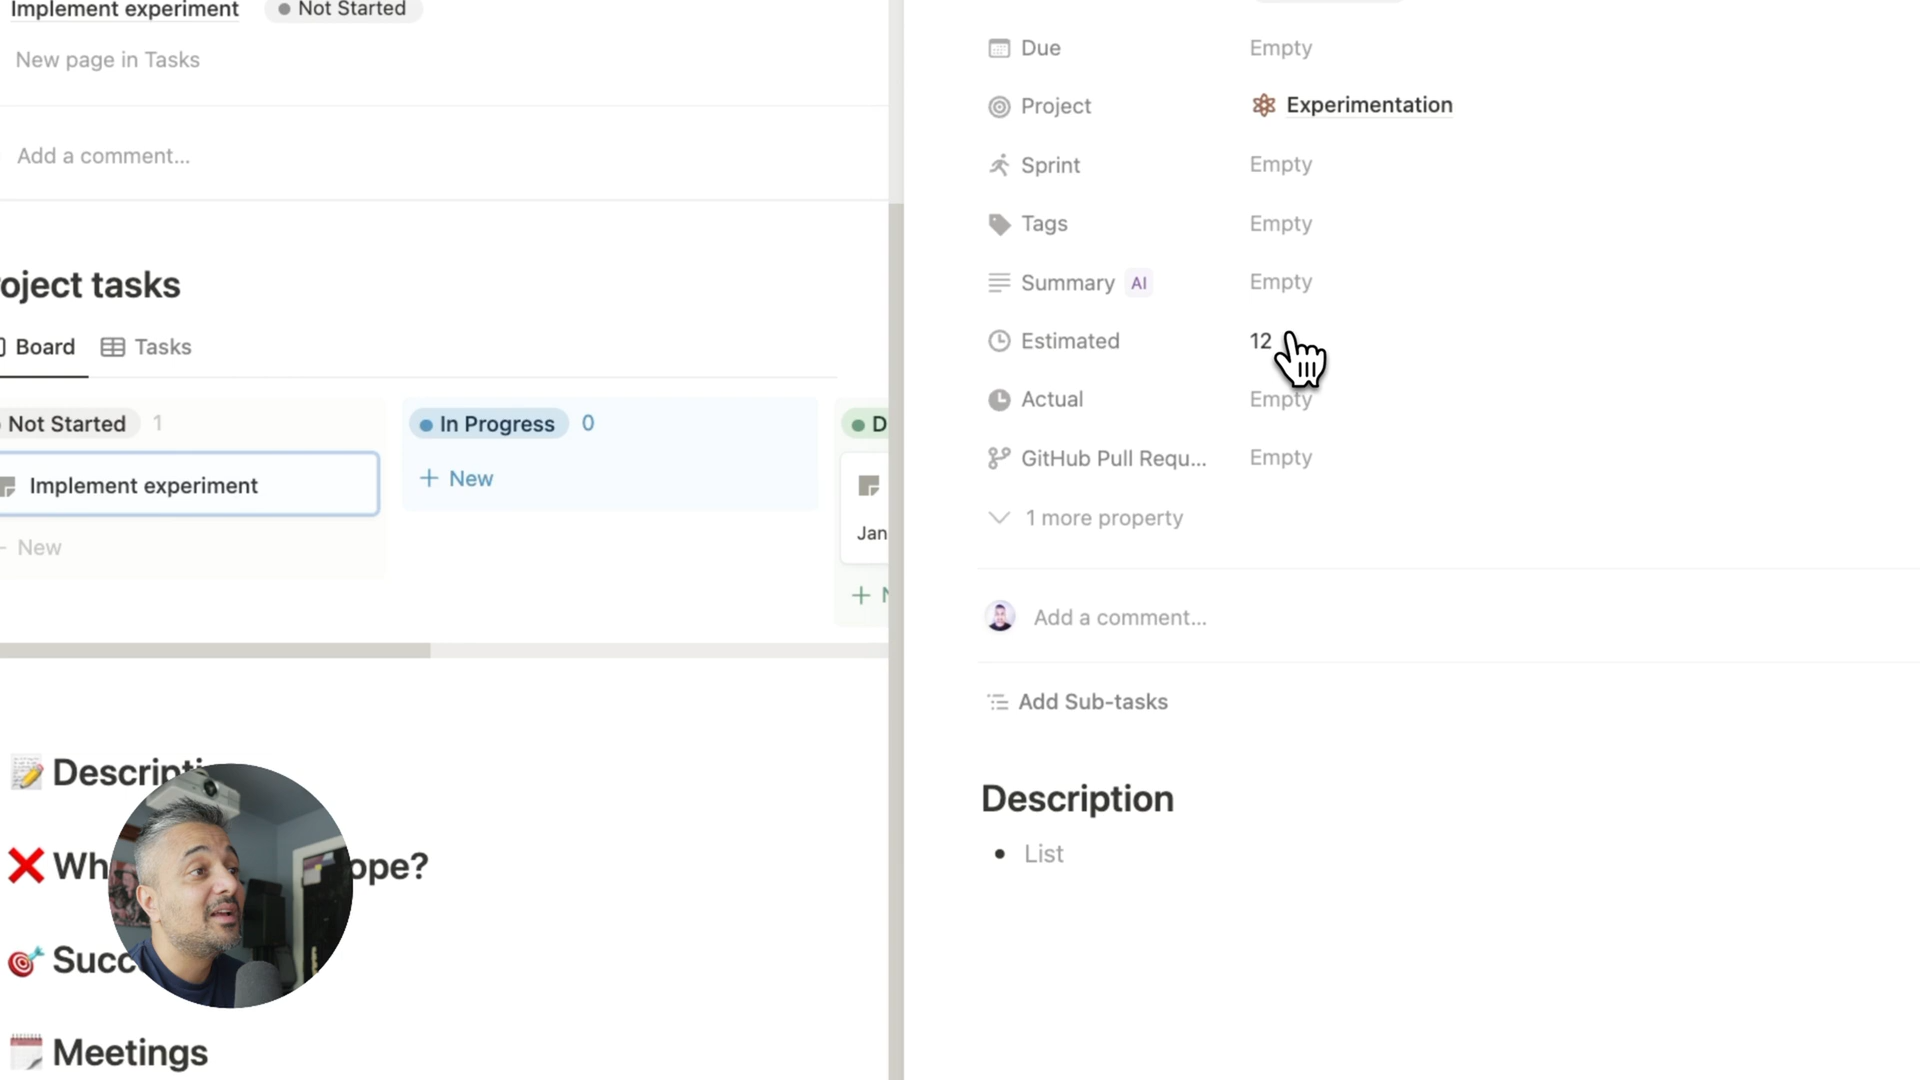 Implement experiment
Not Started
New page in Tasks
Add a comment...
oject tasks
Board
Tasks
Not Started 1
Implement experiment
New
In Progress 0
+ New
D
Jan
+ N
Descripti
Wh ope?
Succ
Meetings
Due Empty
Project Experimentation
Sprint Empty
Tags Empty
Summary AI Empty
Estimated 12
Actual Empty
GitHub Pull Requ... Empty
1 more property
Add a comment...
Add Sub-tasks
Description
• List